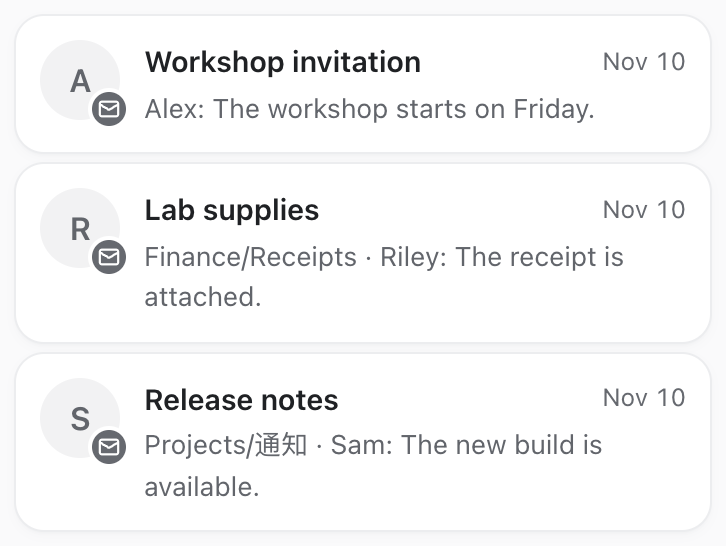 A
Workshop invitation
Nov 10
Alex: The workshop starts on Friday.
R
Lab supplies
Nov 10
Finance/Receipts · Riley: The receipt is
attached.
S
Release notes
Nov 10
Projects/通知 · Sam: The new build is
available.